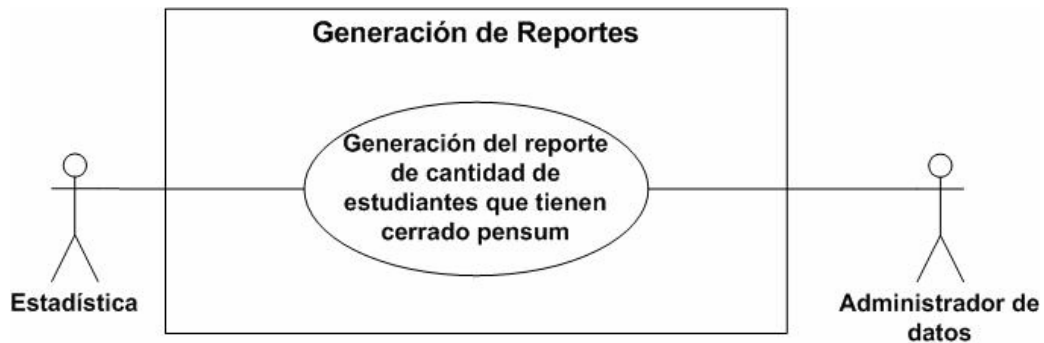 Generación de Reportes
Generación del reporte
de cantidad de
estudiantes que tienen
cerrado pensum
Estadística
Administrador de
datos